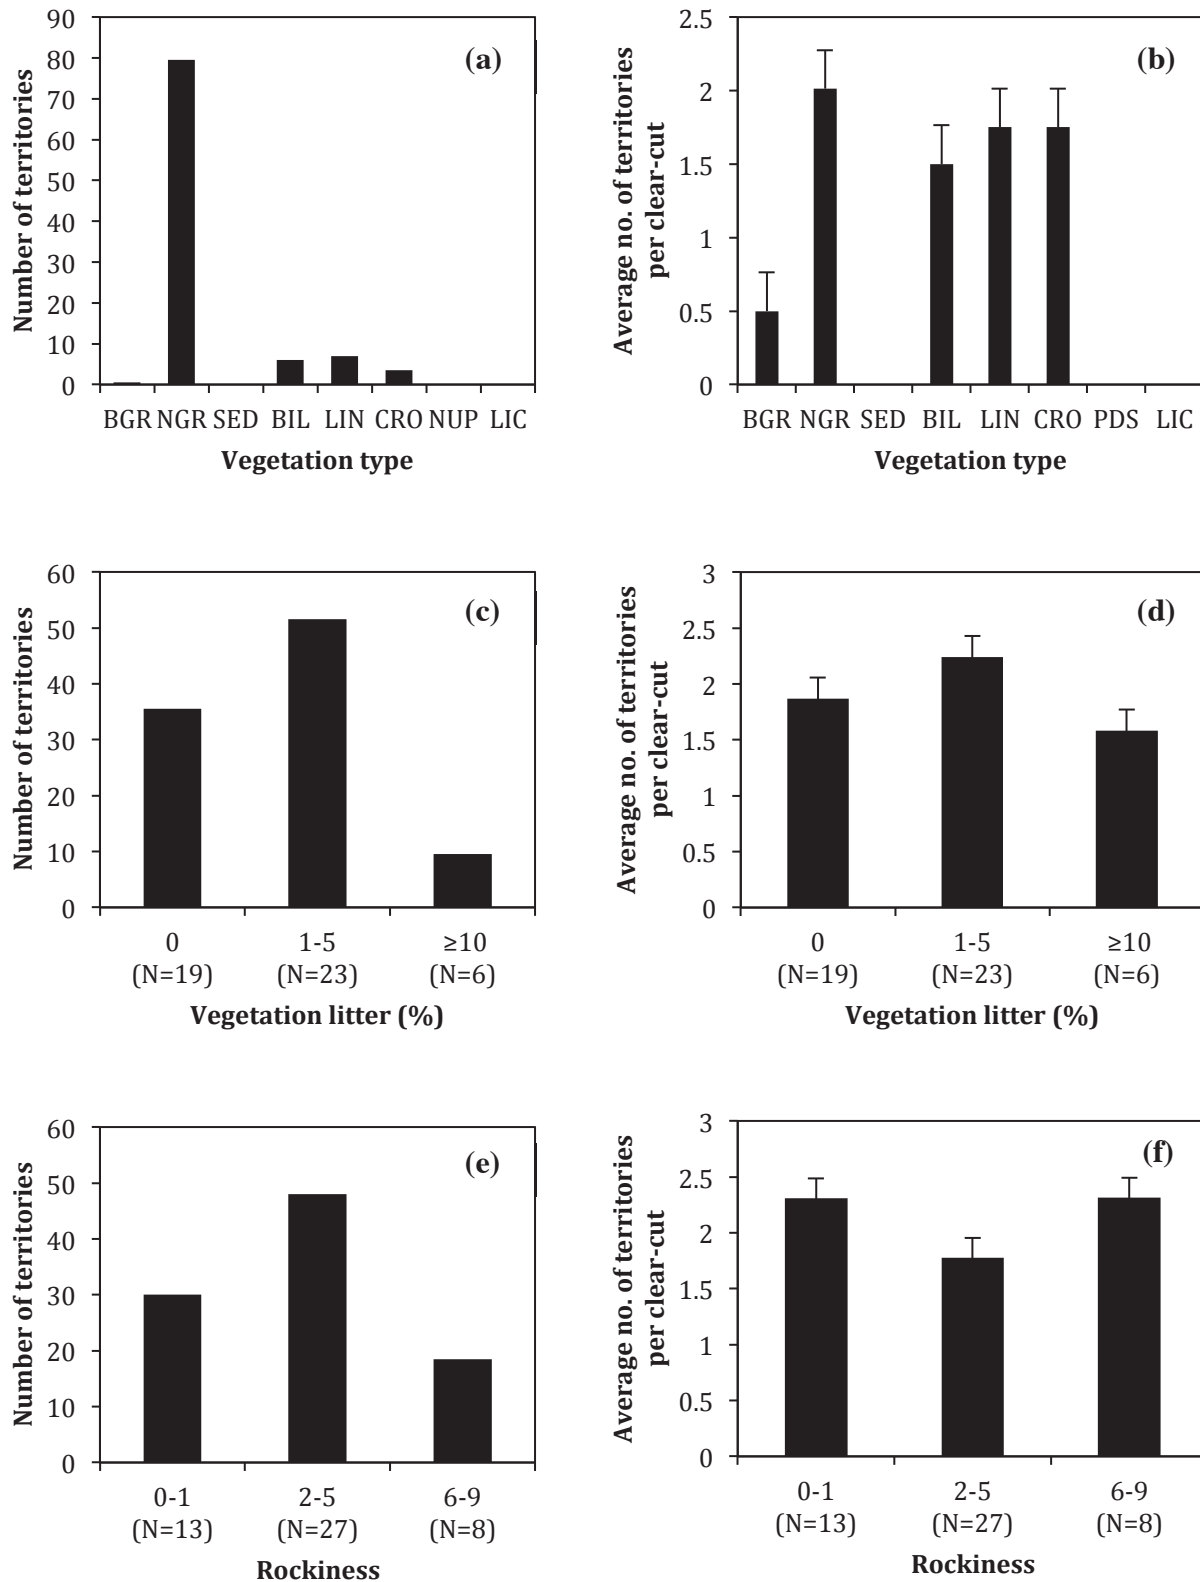 (a)
Number of territories
90
80
70
60
50
40
30
20
10
0
BGR NGR SED BIL LIN CRO NUP LIC
Vegetation type
(b)
Average no. of territories
per clear-cut
2.5
2
1.5
1
0.5
0
BGR NGR SED BIL LIN CRO PDS LIC
Vegetation type
(c)
Number of territories
60
50
40
30
20
10
0
0 1-5 ≥10
(N=19) (N=23) (N=6)
Vegetation litter (%)
(d)
Average no. of territories
per clear-cut
3
2.5
2
1.5
1
0.5
0
0 1-5 ≥10
(N=19) (N=23) (N=6)
Vegetation litter (%)
(e)
Number of territories
60
50
40
30
20
10
0
0-1 2-5 6-9
(N=13) (N=27) (N=8)
Rockiness
(f)
Average no. of territories
per clear-cut
3
2.5
2
1.5
1
0.5
0
0-1 2-5 6-9
(N=13) (N=27) (N=8)
Rockiness